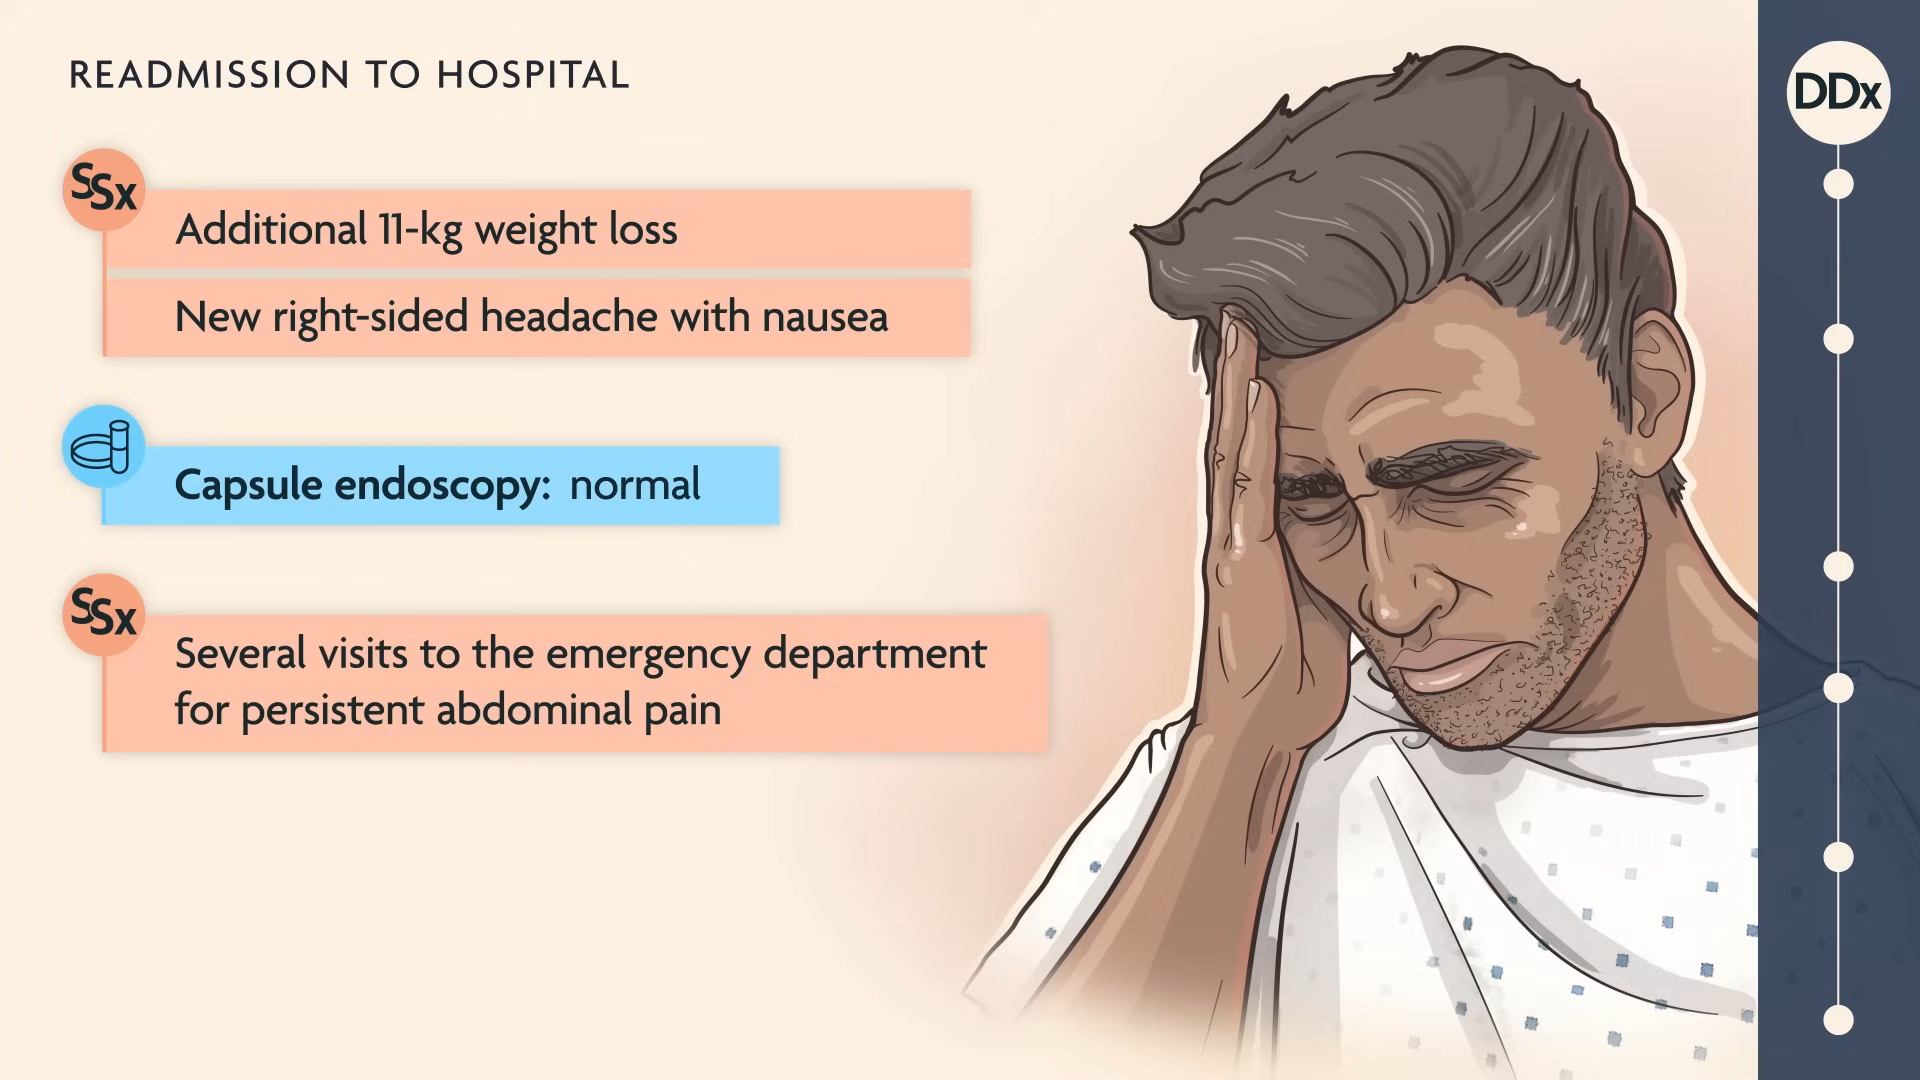 READMISSION TO HOSPITAL
SSx
Additional 11-kg weight loss
New right-sided headache with nausea
Capsule endoscopy: normal
SSx
Several visits to the emergency department
for persistent abdominal pain
DDx